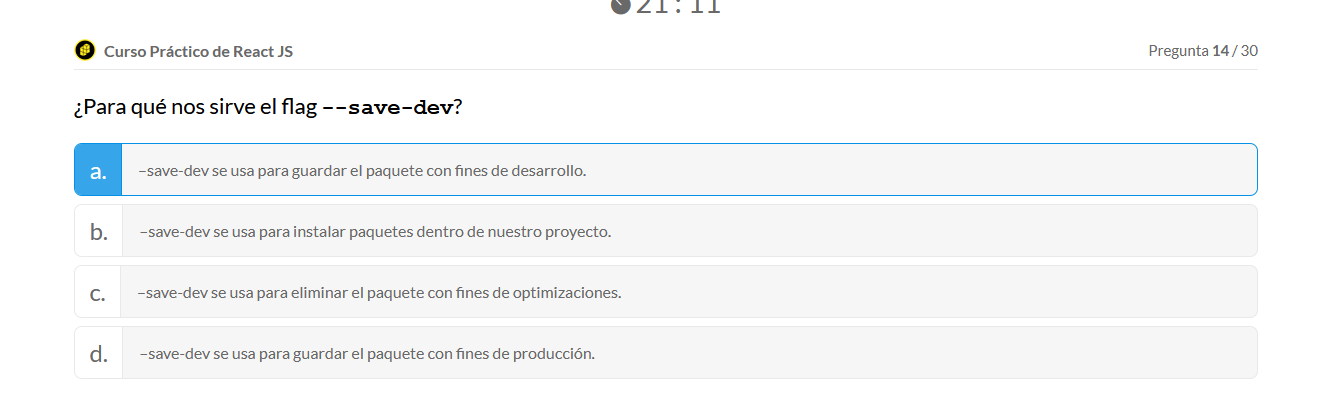 21:11
Curso Práctico de React JS
Pregunta 14 / 30
¿Para qué nos sirve el flag --save-dev?
a. –save-dev se usa para guardar el paquete con fines de desarrollo.
b. –save-dev se usa para instalar paquetes dentro de nuestro proyecto.
c. –save-dev se usa para eliminar el paquete con fines de optimizaciones.
d. –save-dev se usa para guardar el paquete con fines de producción.